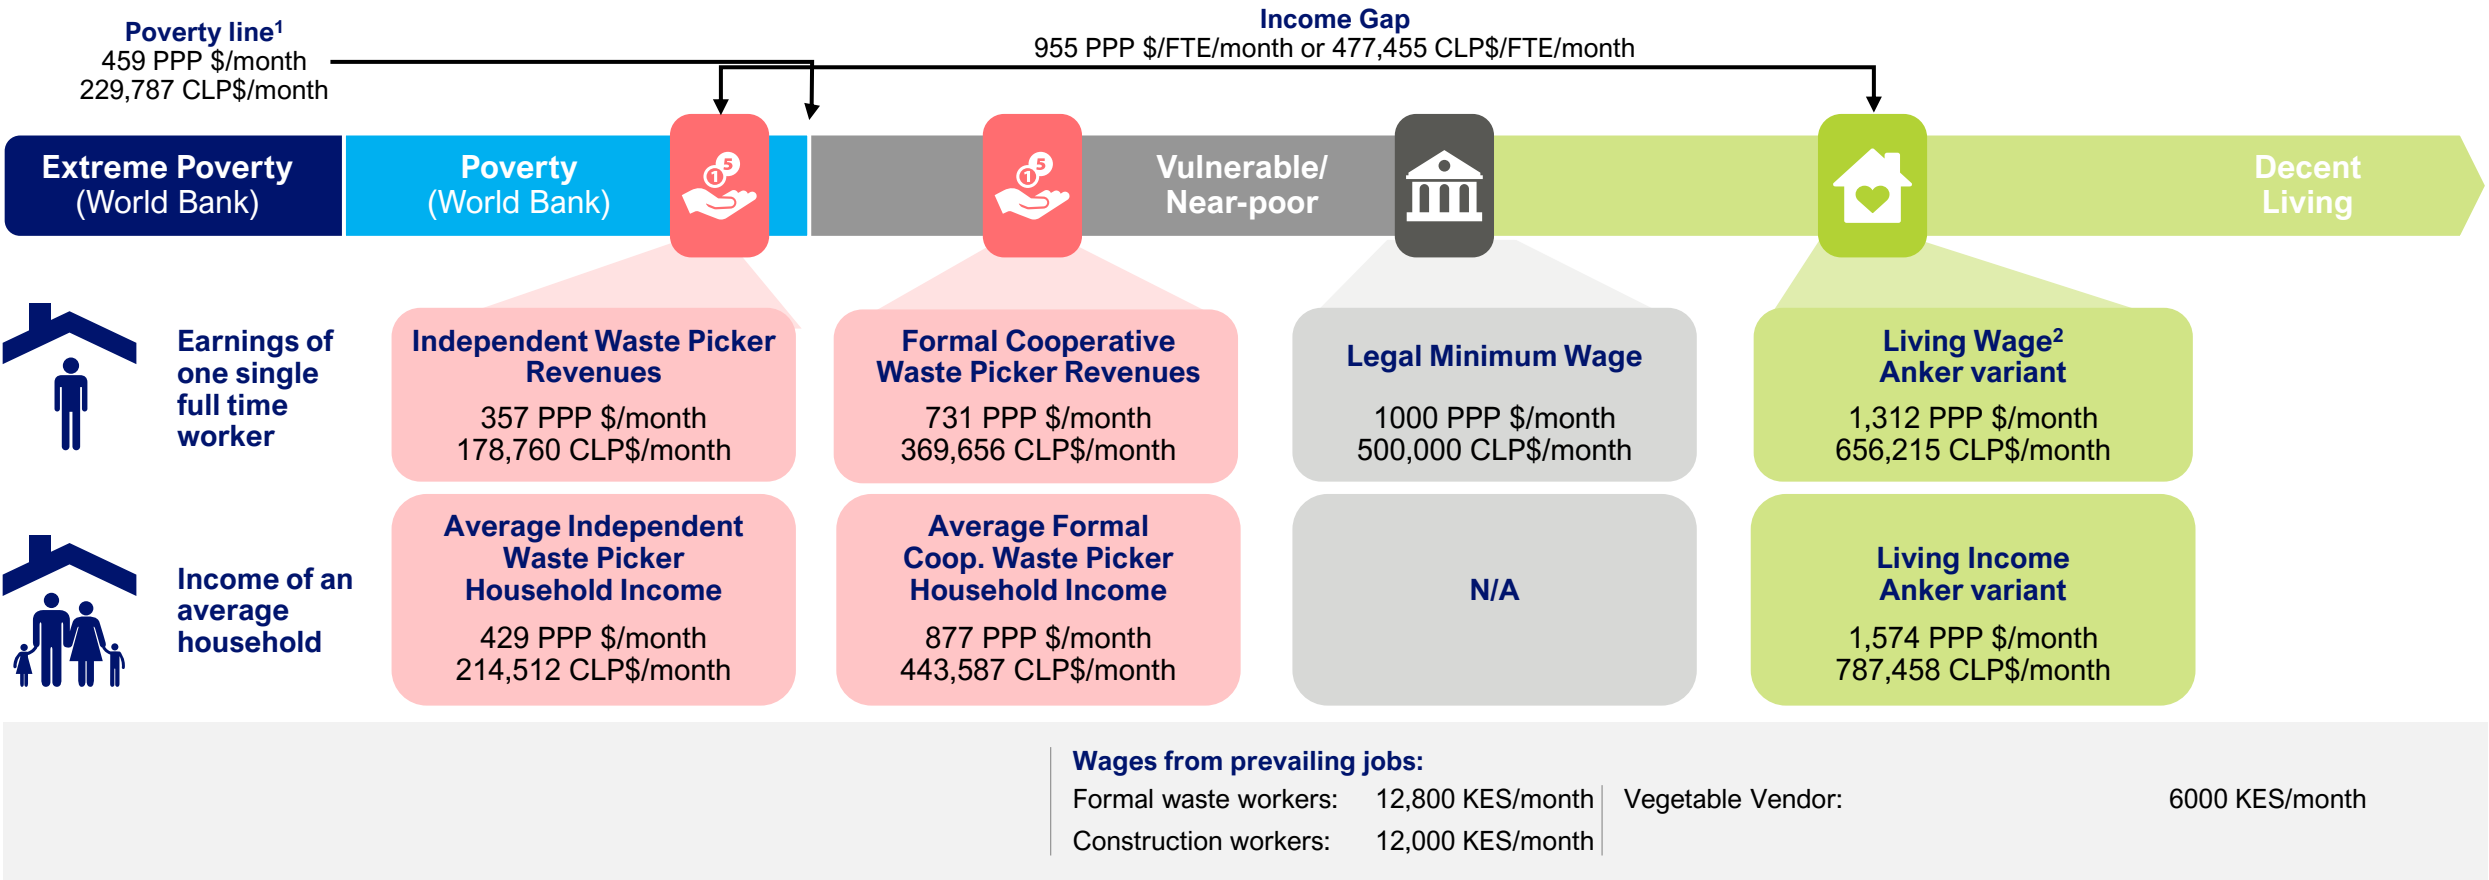 Poverty line¹
459 PPP $/month
229,787 CLP$/month
Income Gap
955 PPP $/FTE/month or 477,455 CLP$/FTE/month
Extreme Poverty
(World Bank)
Poverty
(World Bank)
1 5
1 5
Vulnerable/
Near-poor
Decent
Living
Earnings of
one single
full time
worker
Independent Waste Picker
Revenues
357 PPP $/month
178,760 CLP$/month
Formal Cooperative
Waste Picker Revenues
731 PPP $/month
369,656 CLP$/month
Legal Minimum Wage
1000 PPP $/month
500,000 CLP$/month
Living Wage²
Anker variant
1,312 PPP $/month
656,215 CLP$/month
Income of an
average
household
Average Independent
Waste Picker
Household Income
429 PPP $/month
214,512 CLP$/month
Average Formal
Coop. Waste Picker
Household Income
877 PPP $/month
443,587 CLP$/month
N/A
Living Income
Anker variant
1,574 PPP $/month
787,458 CLP$/month
Wages from prevailing jobs:
Formal waste workers: 12,800 KES/month
Construction workers: 12,000 KES/month
Vegetable Vendor: 6000 KES/month